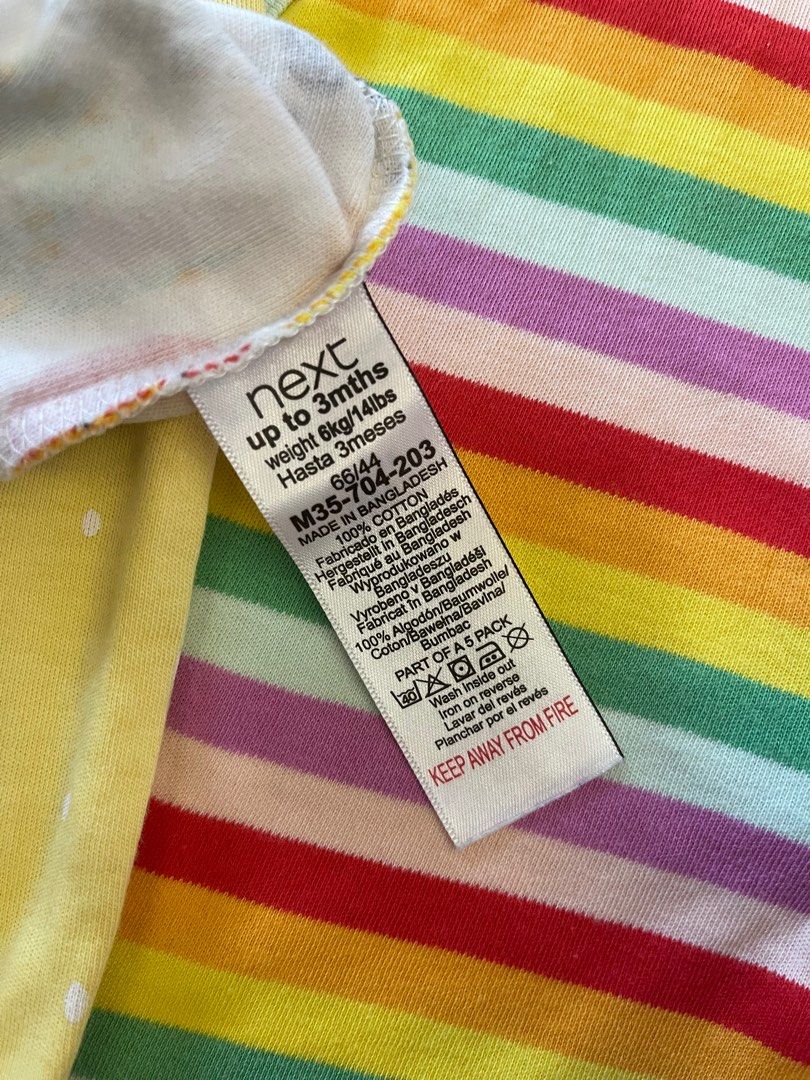 next
up to 3mths
weight 6kg/14lbs
Hasta 3meses
66/44
M35-704-203
MADE IN BANGLADESH
100% COTTON
Fabricado en Bangladés
Hergestellt in Bangladesch
Fabriqué au Bangladesh
Wyprodukowano w
Bangladeszu
Vyrobeno v Bangladéši
Fabricat în Bangladesh
100% Algodón/Baumwolle/
Coton/Bawełna/Bavlna/
Bumbac
PART OF A 5 PACK
40
Wash inside out
Iron on reverse
Lavar del revés
Planchar por el revés
KEEP AWAY FROM FIRE